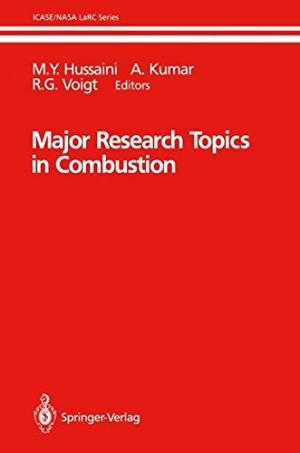 ICASE/NASA LaRC Series
M.Y. Hussaini A. Kumar
R.G. Voigt Editors
Major Research Topics
in Combustion
Springer-Verlag